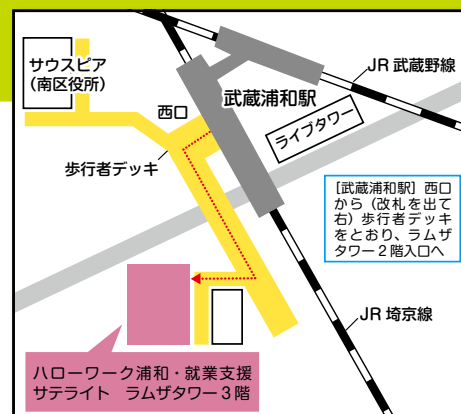 サウスピア
（南区役所）
JR 武蔵野線
西口
武蔵浦和駅
ライブタワー
歩行者デッキ
［武蔵浦和駅］西口
から（改札を出て
右）歩行者デッキ
をとおり、ラムザ
タワー２階入口へ
JR 埼京線
ハローワーク浦和・就業支援
サテライト　ラムザタワー３階